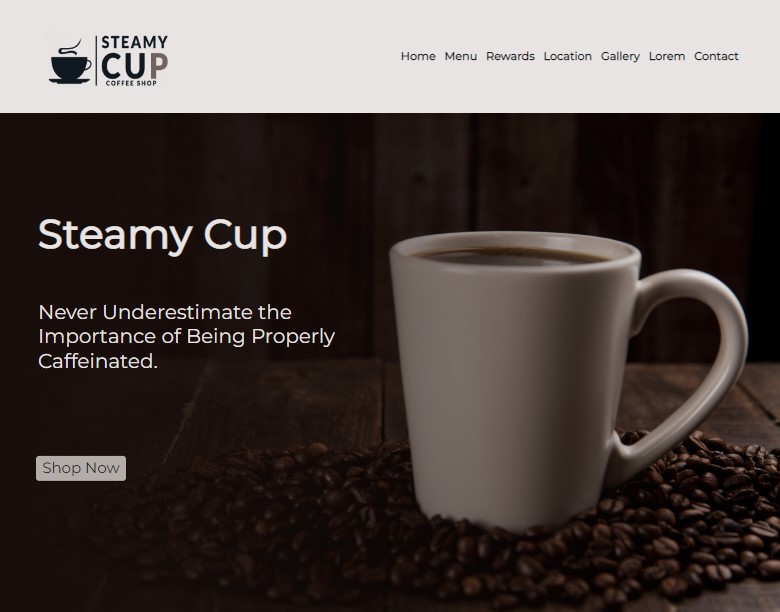 STEAMY
CUP
COFFEE SHOP
Home Menu Rewards Location Gallery Lorem Contact
Steamy Cup
Never Underestimate the
Importance of Being Properly
Caffeinated.
Shop Now